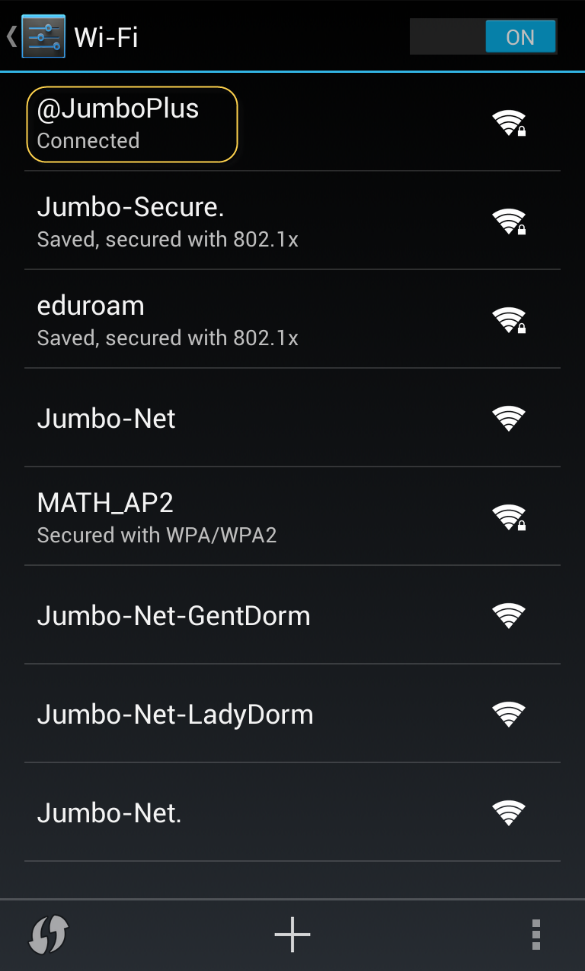 Wi-Fi
ON
@JumboPlus
Connected
Jumbo-Secure.
Saved, secured with 802.1x
eduroam
Saved, secured with 802.1x
Jumbo-Net
MATH_AP2
Secured with WPA/WPA2
Jumbo-Net-GentDorm
Jumbo-Net-LadyDorm
Jumbo-Net.